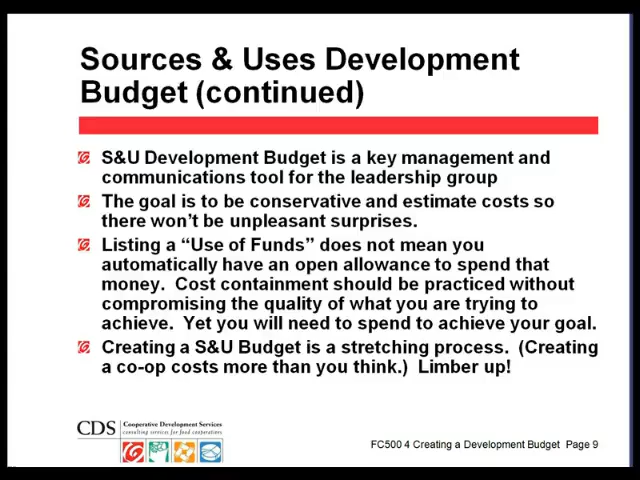 Sources & Uses Development
Budget (continued)
S&U Development Budget is a key management and
communications tool for the leadership group
The goal is to be conservative and estimate costs so
there won't be unpleasant surprises.
Listing a “Use of Funds” does not mean you
automatically have an open allowance to spend that
money.  Cost containment should be practiced without
compromising the quality of what you are trying to
achieve.  Yet you will need to spend to achieve your goal.
Creating a S&U Budget is a stretching process.  (Creating
a co-op costs more than you think.)  Limber up!
CDS
Cooperative Development Services
consulting services for food cooperatives
FC500 4 Creating a Development Budget  Page 9